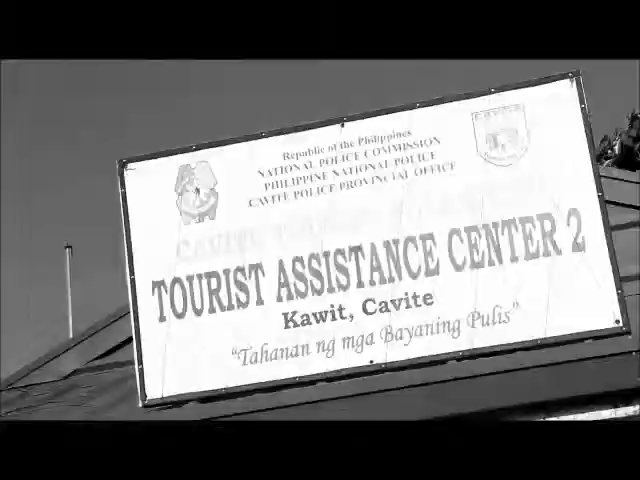 Republic of the Philippines
NATIONAL POLICE COMMISSION
PHILIPPINE NATIONAL POLICE
CAVITE POLICE PROVINCIAL OFFICE
CAVITE
TOURIST ASSISTANCE CENTER 2
Kawit, Cavite
“Tahanan ng mga Bayaning Pulis”